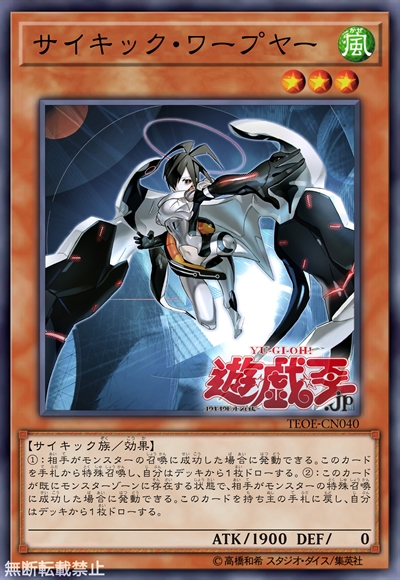 サイキック・ワープヤー
風
かぜ
YU-GI-OH!
遊戯王
.jp
TEOE-CN040
【サイキック族/効果】
①:相手がモンスターの召喚に成功した場合に発動できる。このカード
を手札から特殊召喚し、自分はデッキから1枚ドローする。②:このカード
が既にモンスターゾーンに存在する状態で、相手がモンスターの特殊召喚
に成功した場合に発動できる。このカードを持ち主の手札に戻し、自分は
デッキから1枚ドローする。
ATK/1900 DEF/ 0
無断転載禁止
©高橋和希 スタジオ・ダイス/集英社